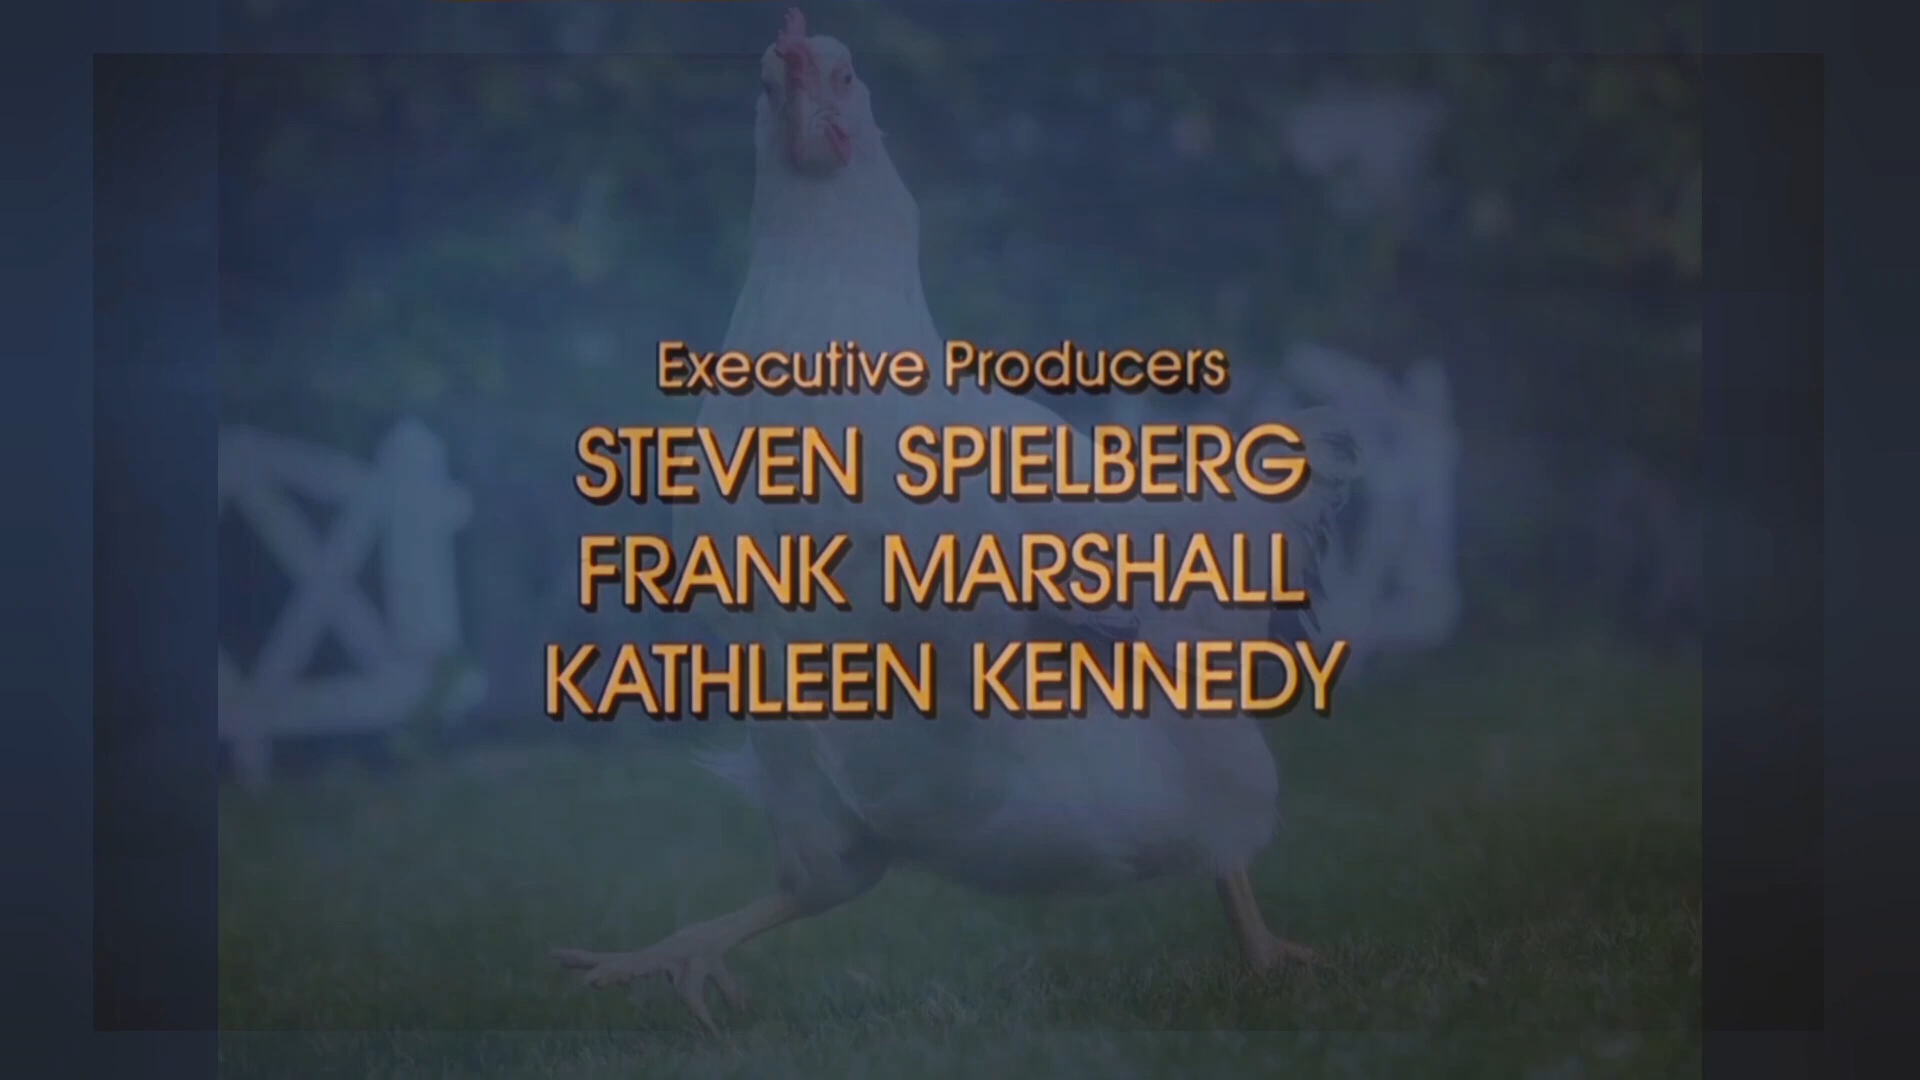 Executive Producers
STEVEN SPIELBERG
FRANK MARSHALL
KATHLEEN KENNEDY